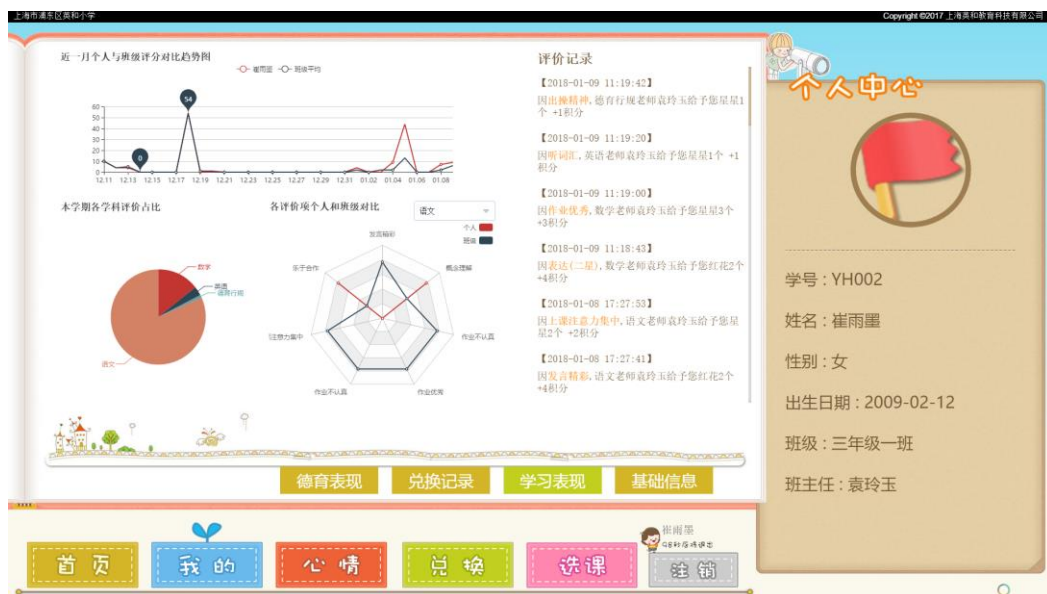 上海市浦东区英和小学
Copyright ©2017 上海英和教育科技有限公司
近一月个人与班级评分对比趋势图
崔雨墨 班级平均
54
0
60
50
40
30
20
10
0
12.11 12.13 12.15 12.17 12.19 12.21 12.23 12.25 12.27 12.29 12.31 01.02 01.04 01.06 01.08
本学期各学科评价占比
数学
英语
德育行规
语文
各评价项个人和班级对比
语文
个人
班级
发言精彩
乐于合作
概念理解
注意力集中
作业不认真
作业不认真
作业优秀
评价记录
【2018-01-09 11:19:42】
因出操精神,德育行规老师袁玲玉给予您星星1
个 +1积分
【2018-01-09 11:19:20】
因听词汇,英语老师袁玲玉给予您星星1个 +1
积分
【2018-01-09 11:19:00】
因作业优秀,数学老师袁玲玉给予您星星3个
+3积分
【2018-01-09 11:18:43】
因表达(二星),数学老师袁玲玉给予您红花2个
+4积分
【2018-01-08 17:27:53】
因上课注意力集中,语文老师袁玲玉给予您星
星2个 +2积分
【2018-01-08 17:27:41】
因发言精彩,语文老师袁玲玉给予您红花2个
+4积分
个人中心
学号 : YH002
姓名 : 崔雨墨
性别 : 女
出生日期 : 2009-02-12
班级 : 三年级一班
班主任 : 袁玲玉
德育表现
兑换记录
学习表现
基础信息
首页
我的
心情
兑换
选课
崔雨墨
98秒后将退出
注销